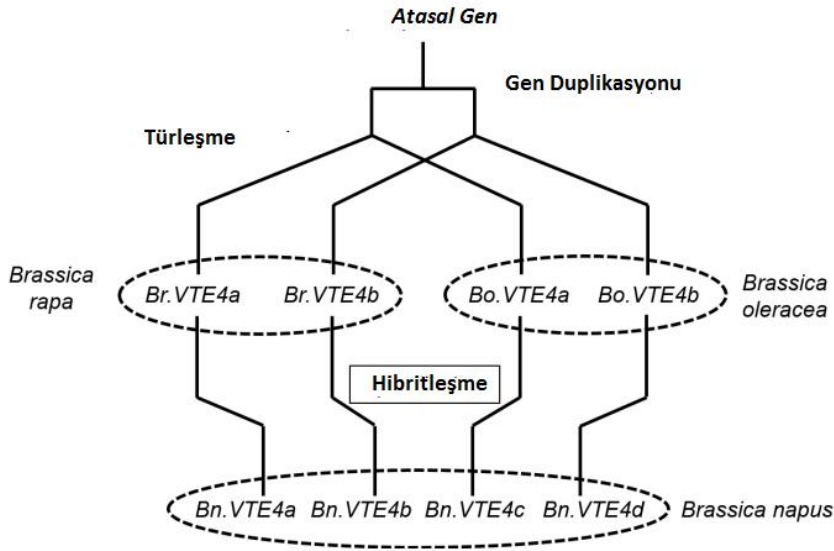 Atasal Gen
Gen Duplikasyonu
Türleşme
Brassica
rapa
Br.VTE4a Br.VTE4b Bo.VTE4a Bo.VTE4b
Brassica
oleracea
Hibritleşme
Bn.VTE4a Bn.VTE4b Bn.VTE4c Bn.VTE4d Brassica napus